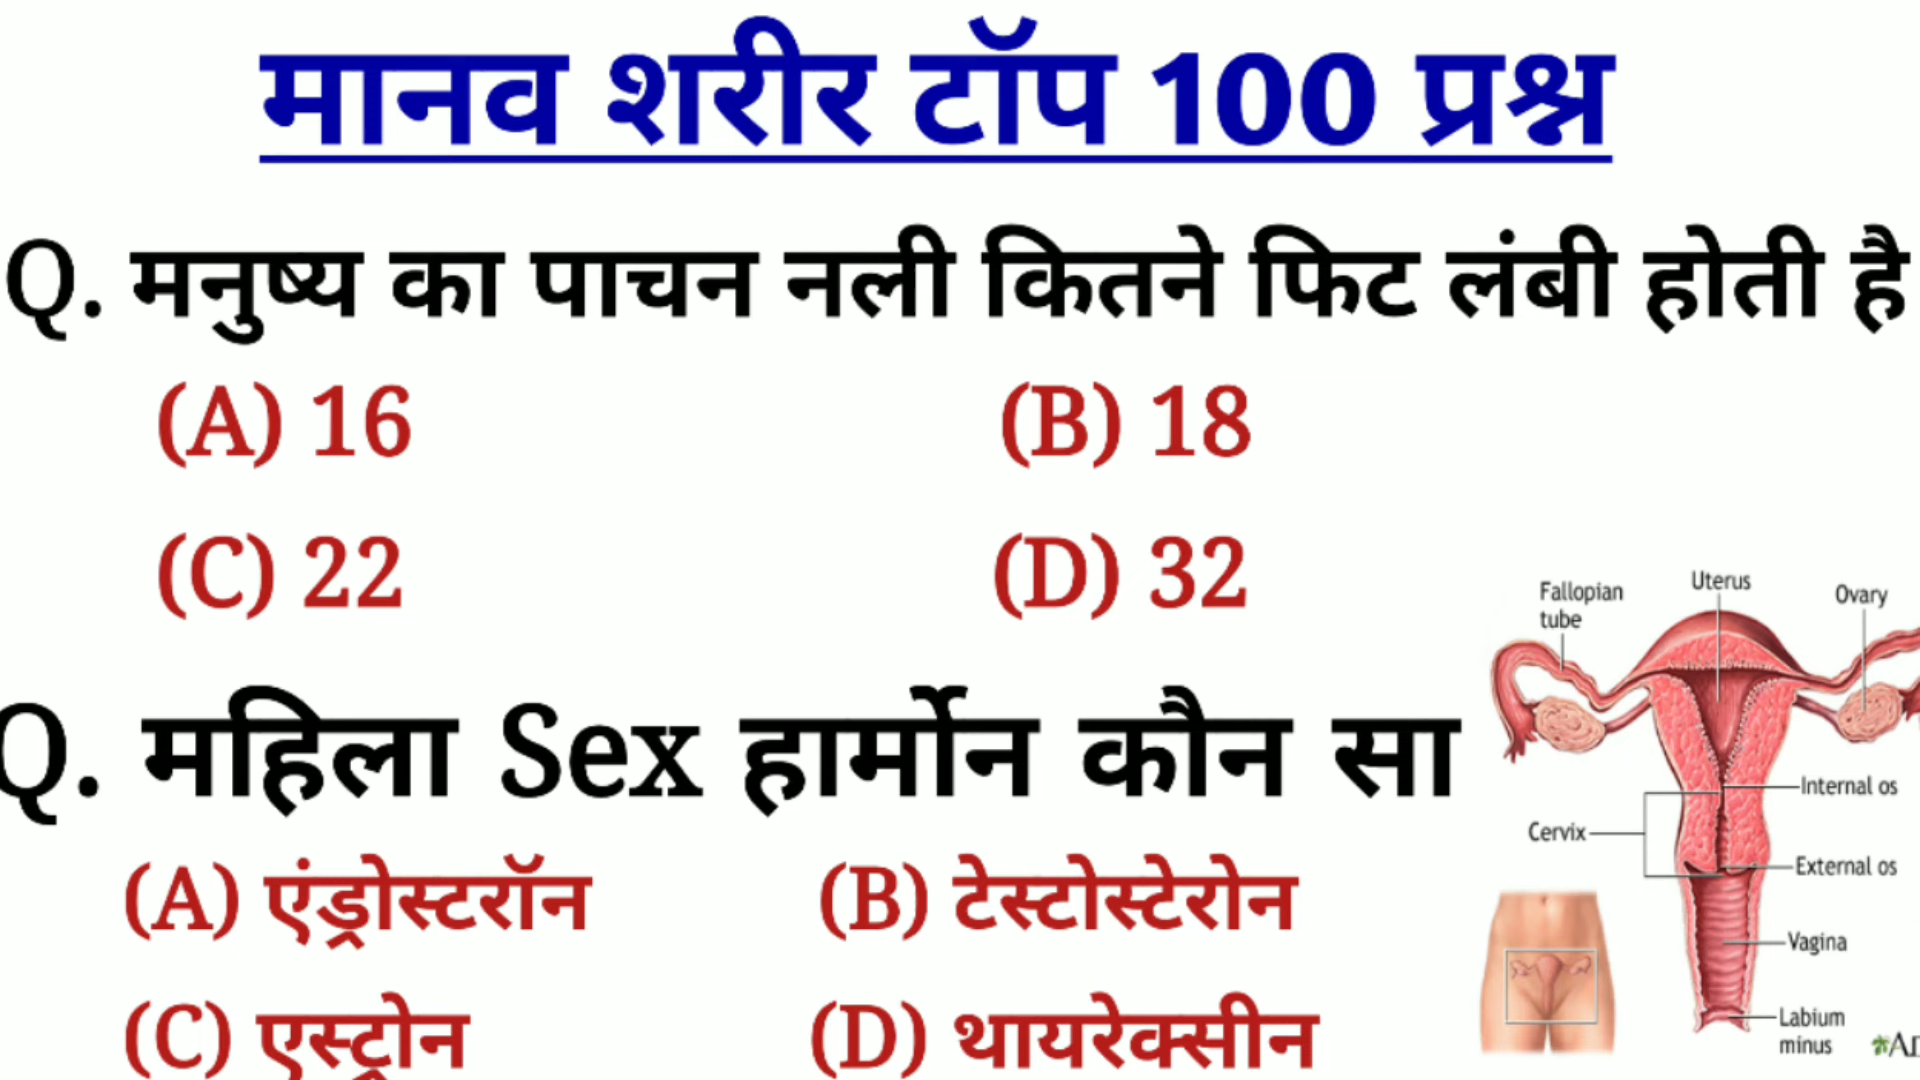 मानव शरीर टॉप 100 प्रश्न
Q. मनुष्य का पाचन नली कितने फिट लंबी होती है
(A) 16 (B) 18
(C) 22 (D) 32
Q. महिला Sex हार्मोन कौन सा
(A) एंड्रोस्टरॉन (B) टेस्टोस्टेरोन
(C) एस्ट्रोन (D) थायरेक्सीन
Fallopian tube
Uterus
Ovary
Internal os
Cervix
External os
Vagina
Labium minus